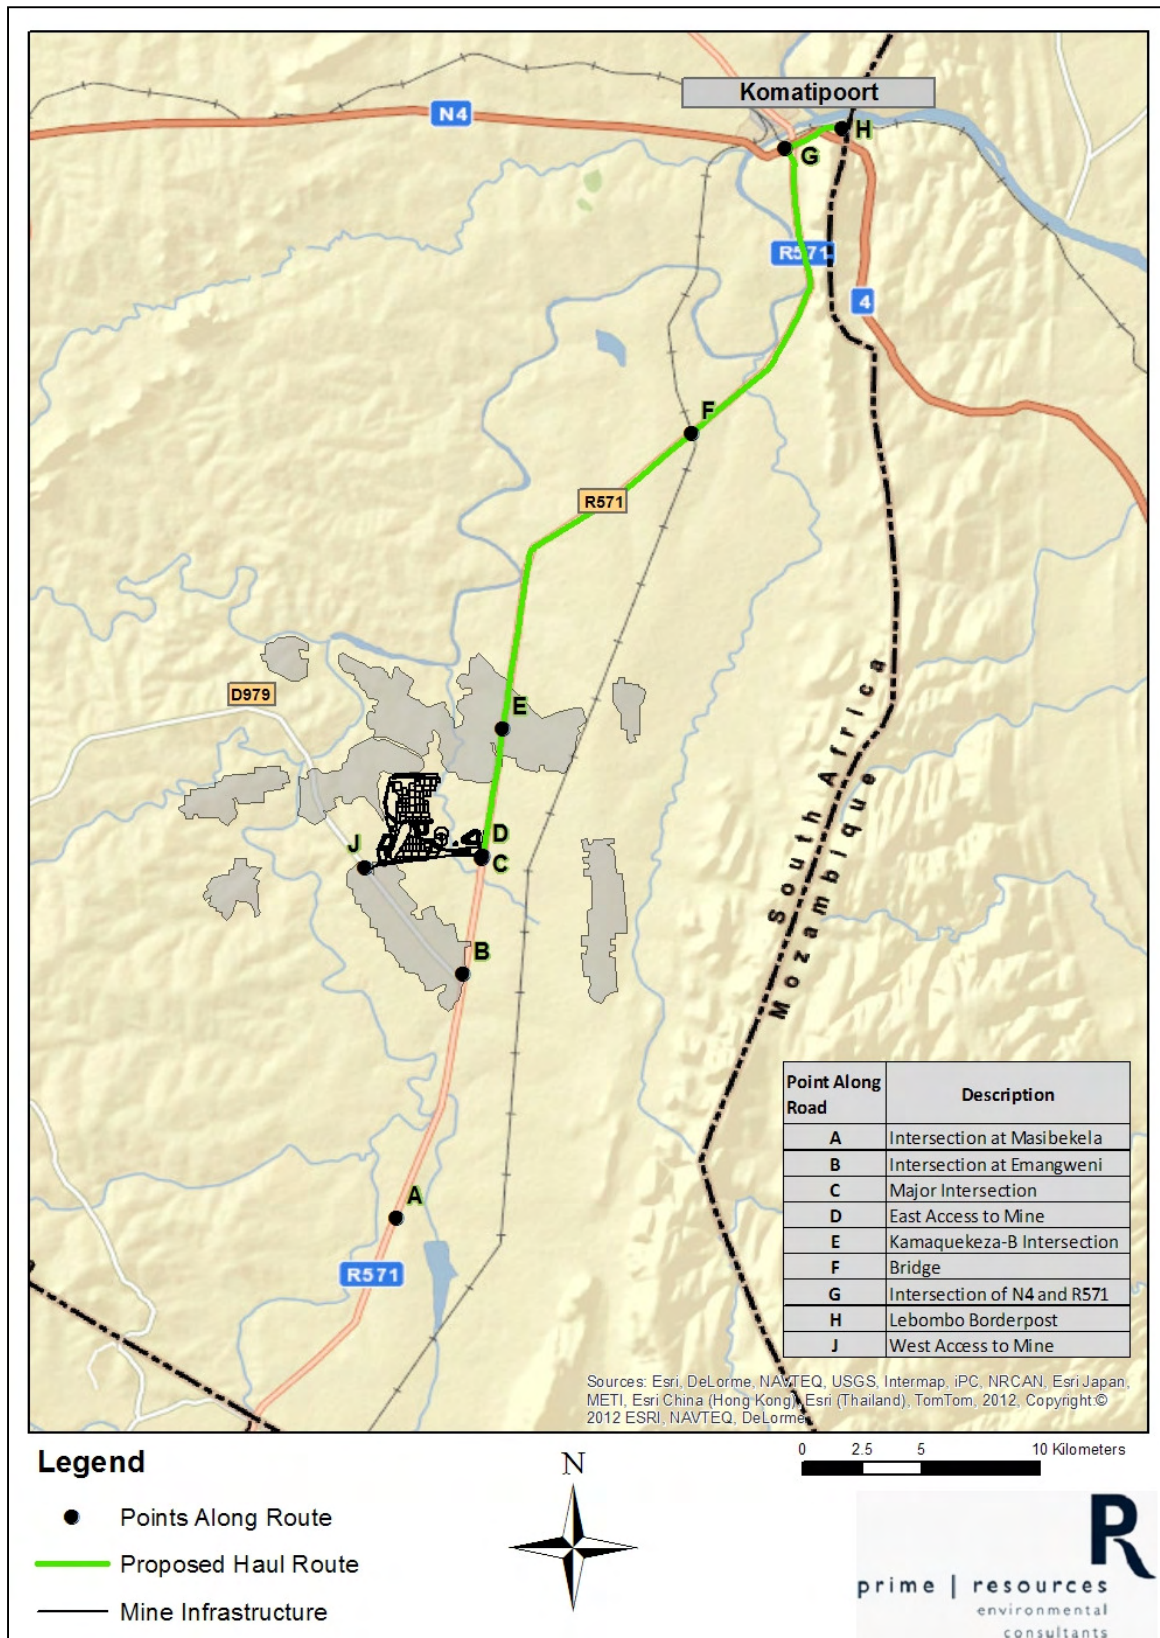 Komatipoort
N4
H
G
R571
4
F
R571
E
D979
D
J
C
B
South Africa
Mozambique
A
R571
Point Along Road Description
A Intersection at Masibekela
B Intersection at Emangweni
C Major Intersection
D East Access to Mine
E Kamaquekeza-B Intersection
F Bridge
G Intersection of N4 and R571
H Lebombo Borderpost
J West Access to Mine
Sources: Esri, DeLorme, NAVTEQ, USGS, Intermap, iPC, NRCAN, Esri Japan,
METI, Esri China (Hong Kong), Esri (Thailand), TomTom, 2012, Copyright:©
2012 ESRI, NAVTEQ, DeLorme
Legend
N
0 2.5 5 10 Kilometers
Points Along Route
Proposed Haul Route
Mine Infrastructure
R
prime | resources
environmental
consultants